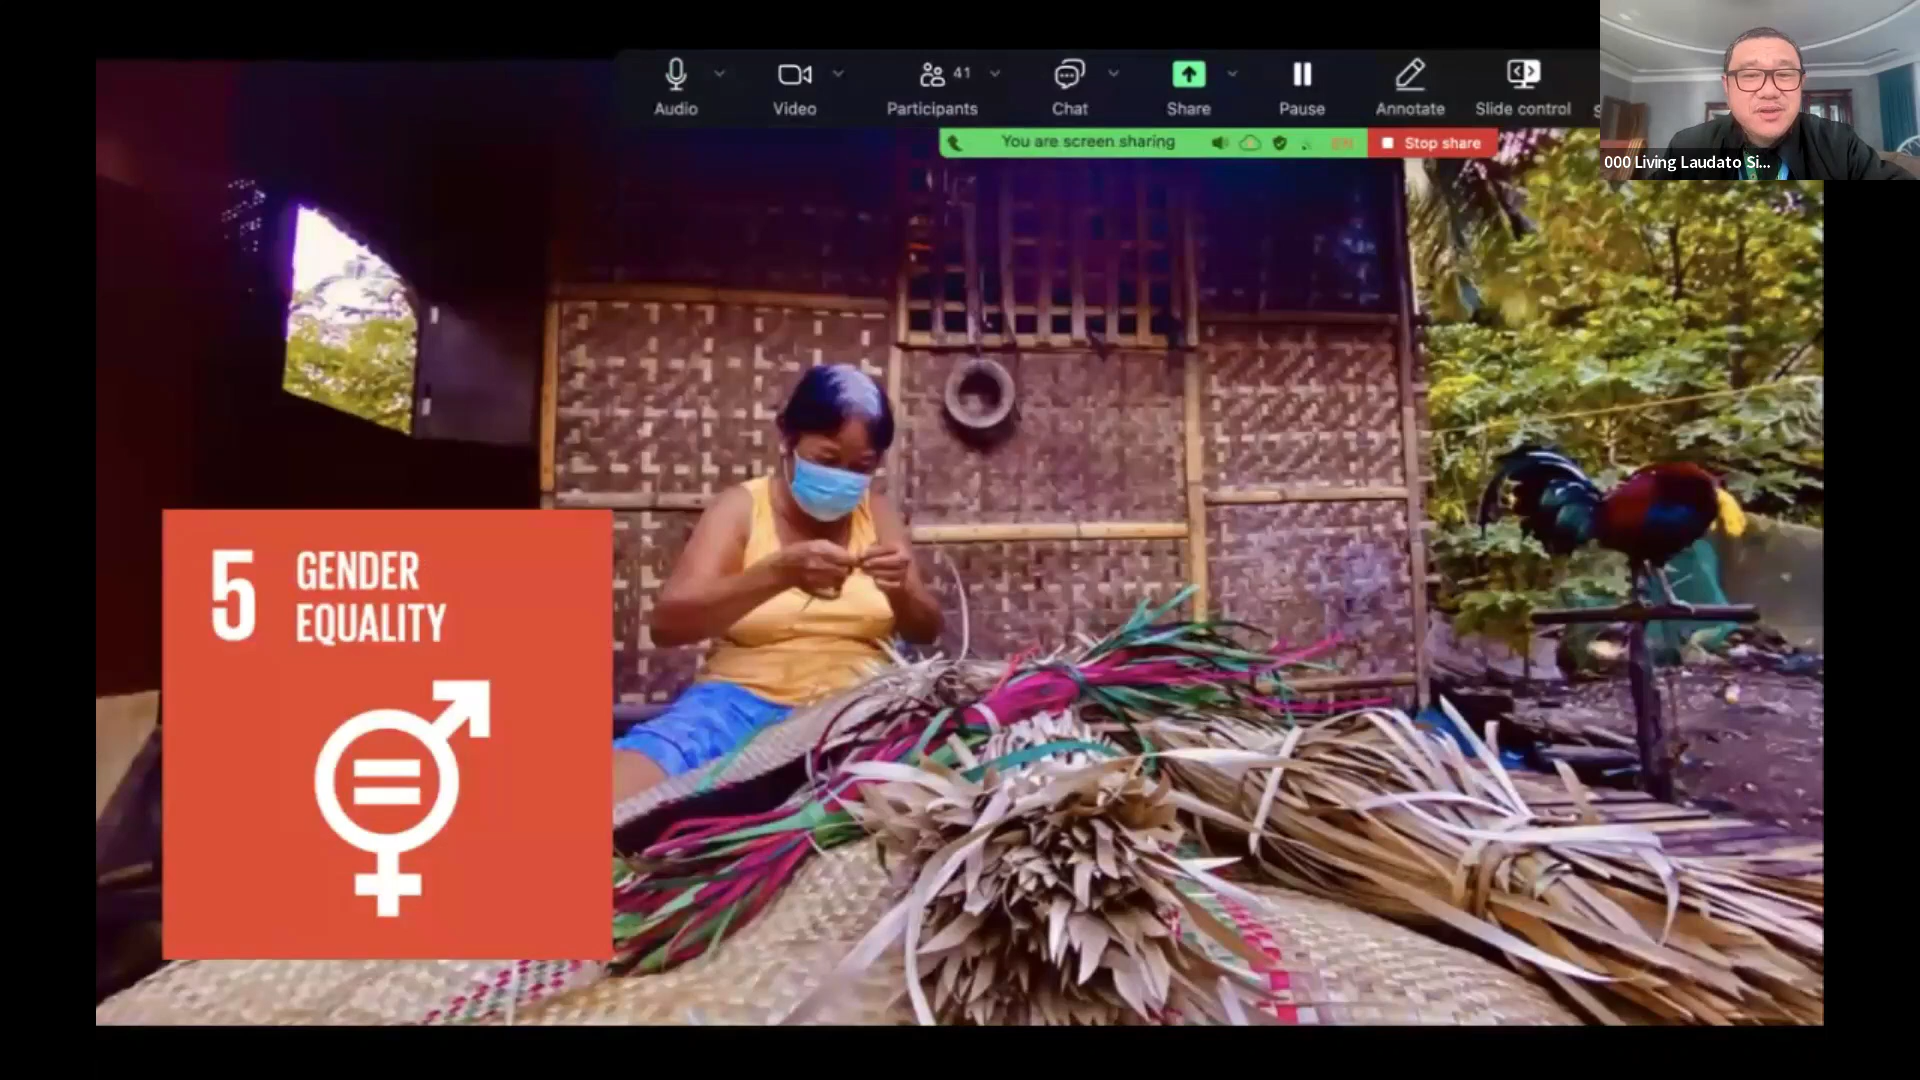 Audio
Video
41
Participants
Chat
Share
Pause
Annotate
Slide control
You are screen sharing
Stop share
000 Living Laudato Si...
5 GENDER
EQUALITY